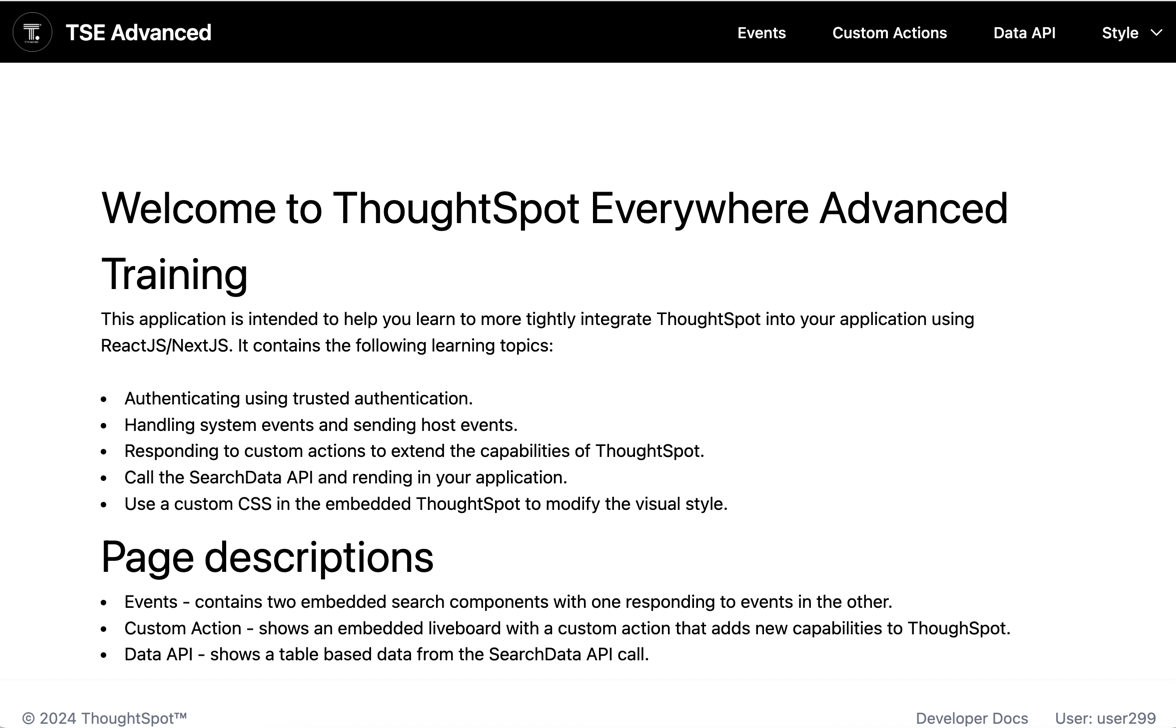 TSE Advanced
Events Custom Actions Data API Style
Welcome to ThoughtSpot Everywhere Advanced
Training
This application is intended to help you learn to more tightly integrate ThoughtSpot into your application using
ReactJS/NextJS. It contains the following learning topics:
• Authenticating using trusted authentication.
• Handling system events and sending host events.
• Responding to custom actions to extend the capabilities of ThoughtSpot.
• Call the SearchData API and rending in your application.
• Use a custom CSS in the embedded ThoughtSpot to modify the visual style.
Page descriptions
• Events - contains two embedded search components with one responding to events in the other.
• Custom Action - shows an embedded liveboard with a custom action that adds new capabilities to ThoughSpot.
• Data API - shows a table based data from the SearchData API call.
© 2024 ThoughtSpot™ Developer Docs User: user299